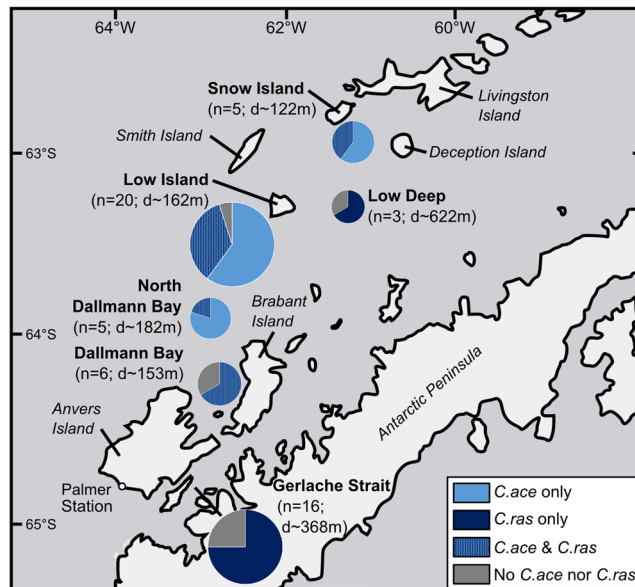 64°W
62°W
60°W
Snow Island
(n=5; d~122m)
Livingston
Island
Smith Island
63°S
Deception Island
Low Island
(n=20; d~162m)
Low Deep
(n=3; d~622m)
North
Dallmann Bay
(n=5; d~182m)
Brabant
Island
64°S
Dallmann Bay
(n=6; d~153m)
Antarctic Peninsula
Anvers
Island
Palmer
Station
Gerlache Strait
(n=16;
d~368m)
65°S
C.ace only
C.ras only
C.ace & C.ras
No C.ace nor C.ras